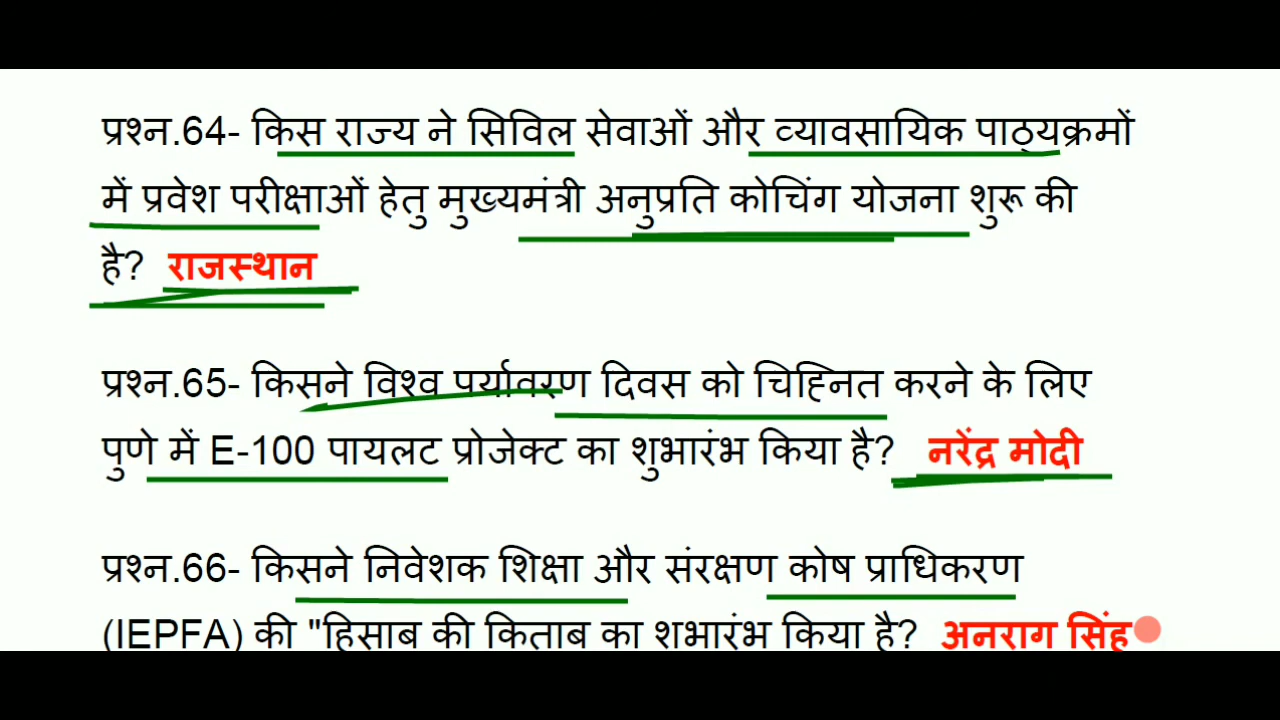 प्रश्न.64- किस राज्य ने सिविल सेवाओं और व्यावसायिक पाठ्यक्रमों
में प्रवेश परीक्षाओं हेतु मुख्यमंत्री अनुप्रति कोचिंग योजना शुरू की
है? राजस्थान
प्रश्न.65- किसने विश्व पर्यावरण दिवस को चिह्नित करने के लिए
पुणे में E-100 पायलट प्रोजेक्ट का शुभारंभ किया है? नरेंद्र मोदी
प्रश्न.66- किसने निवेशक शिक्षा और संरक्षण कोष प्राधिकरण
(IEPFA) की "हिसाब की किताब का शुभारंभ किया है? अनुराग सिंह